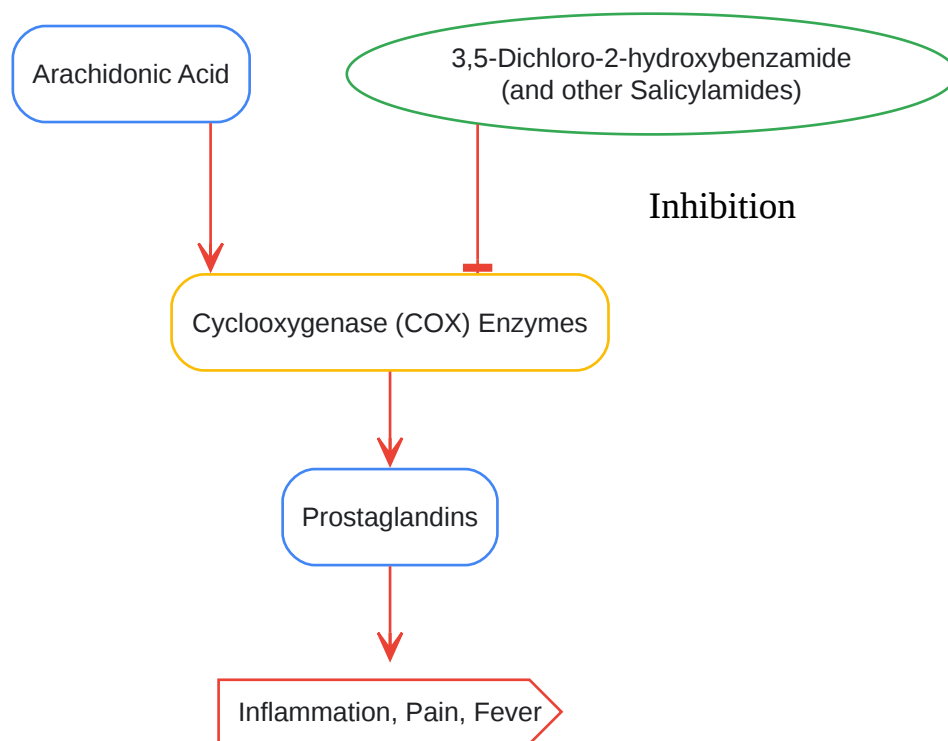 Arachidonic Acid
3,5-Dichloro-2-hydroxybenzamide
(and other Salicylamides)
Inhibition
Cyclooxygenase (COX) Enzymes
Prostaglandins
Inflammation, Pain, Fever